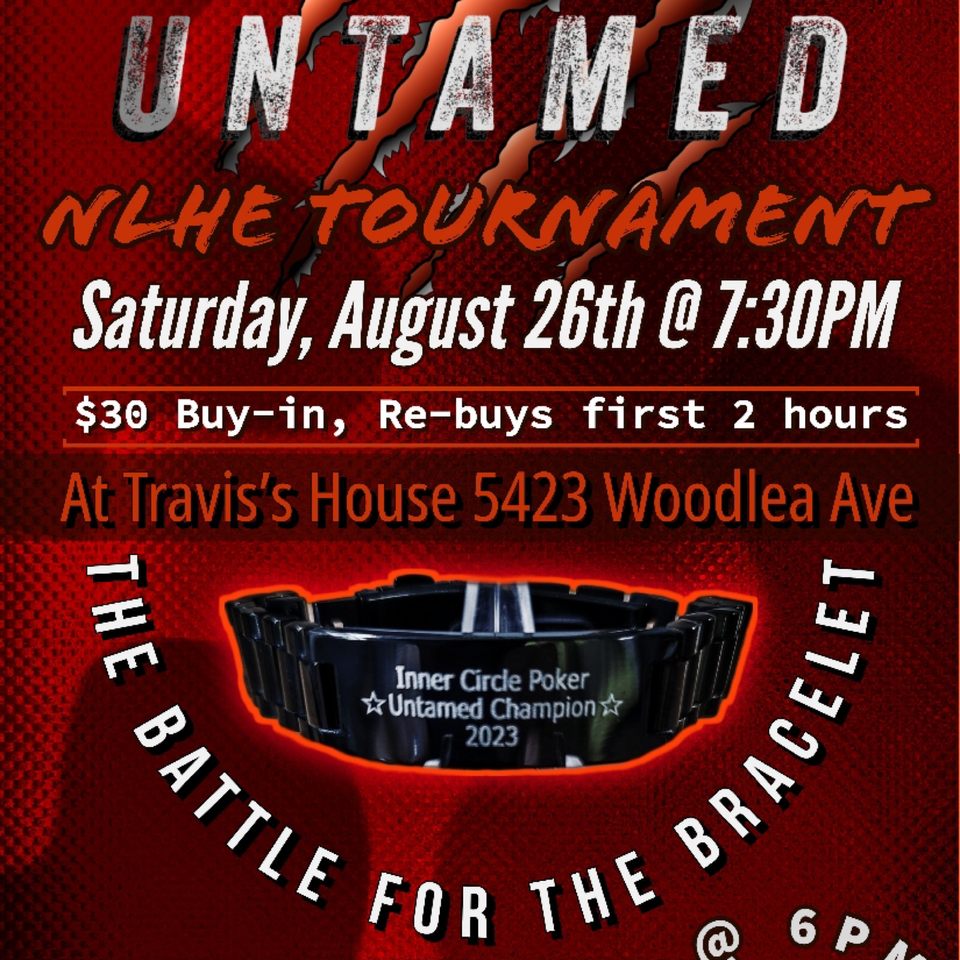 UNTAMED
NLHE TOURNAMENT
Saturday, August 26th @ 7:30PM
$30 Buy-in, Re-buys first 2 hours
At Travis's House 5423 Woodlea Ave
Inner Circle Poker
☆Untamed Champion☆
2023
THE BATTLE FOR THE BRACELET
@ 6PM